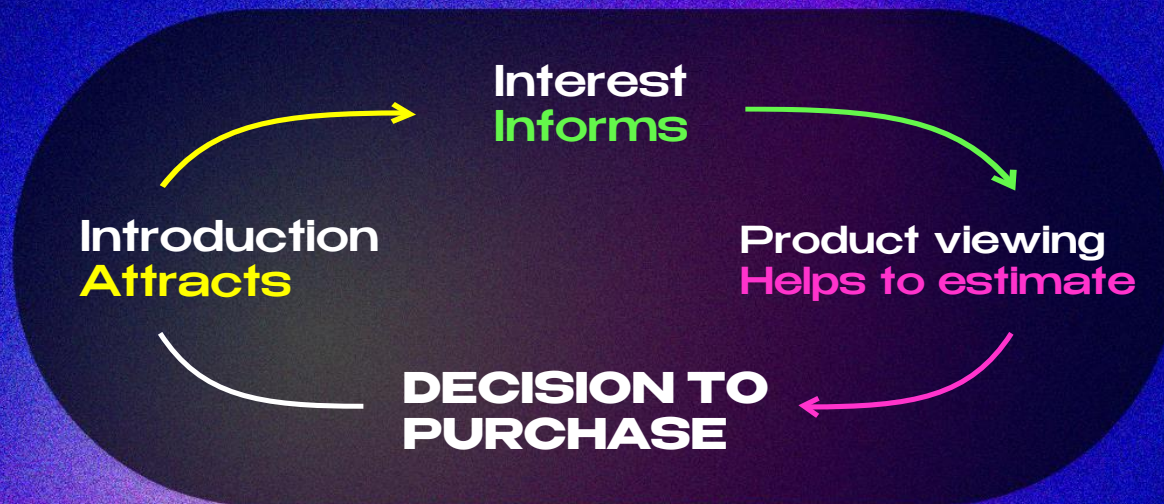 Interest
Informs
Introduction
Attracts
Product viewing
Helps to estimate
DECISION TO
PURCHASE